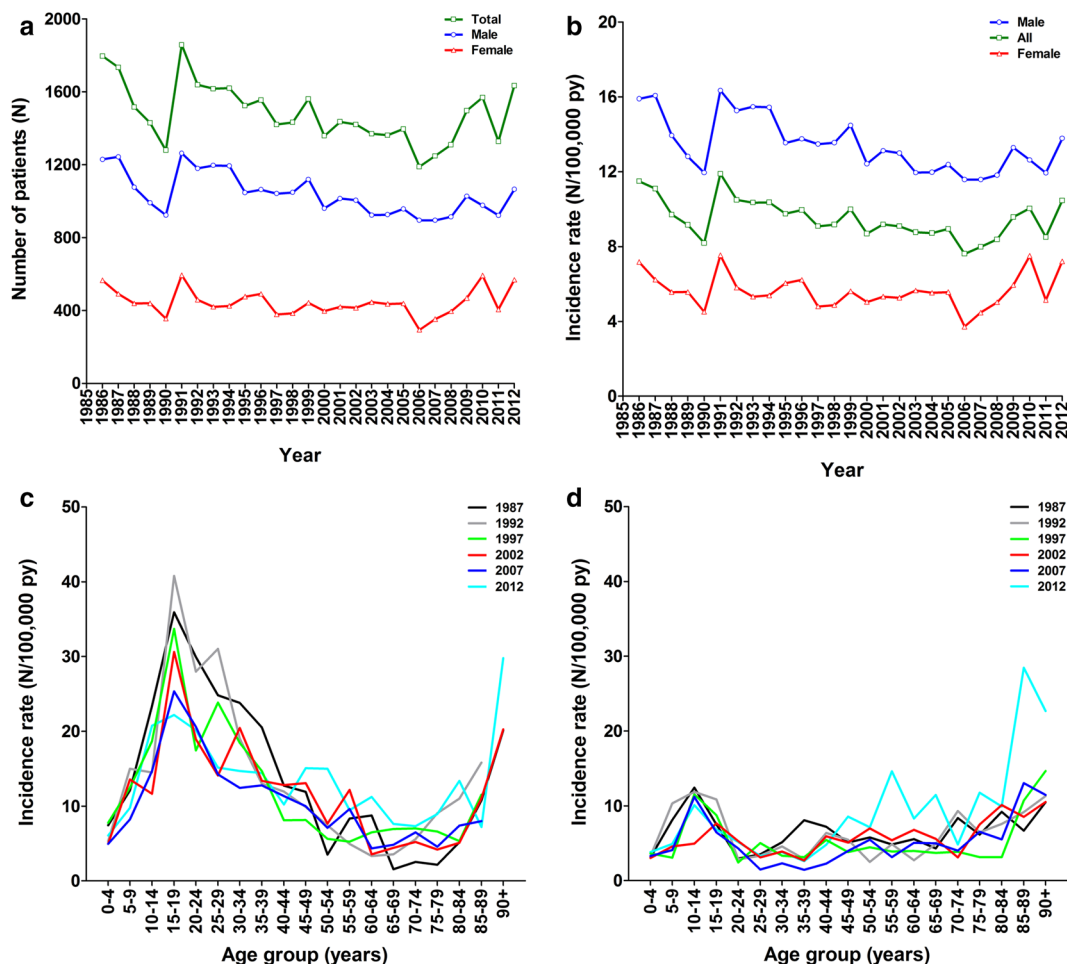 a
Total
Male
Female
2000
1600
1200
800
400
0
Number of patients (N)
1985 1986 1987 1988 1989 1990 1991 1992 1993 1994 1995 1996 1997 1998 1999 2000 2001 2002 2003 2004 2005 2006 2007 2008 2009 2010 2011 2012
Year
b
Male
All
Female
20
16
12
8
4
0
Incidence rate (N/100,000 py)
1985 1986 1987 1988 1989 1990 1991 1992 1993 1994 1995 1996 1997 1998 1999 2000 2001 2002 2003 2004 2005 2006 2007 2008 2009 2010 2011 2012
Year
c
1987
1992
1997
2002
2007
2012
50
40
30
20
10
0
Incidence rate (N/100,000 py)
0-4 5-9 10-14 15-19 20-24 25-29 30-34 35-39 40-44 45-49 50-54 55-59 60-64 65-69 70-74 75-79 80-84 85-89 90+
Age group (years)
d
1987
1992
1997
2002
2007
2012
50
40
30
20
10
0
Incidence rate (N/100,000 py)
0-4 5-9 10-14 15-19 20-24 25-29 30-34 35-39 40-44 45-49 50-54 55-59 60-64 65-69 70-74 75-79 80-84 85-89 90+
Age group (years)